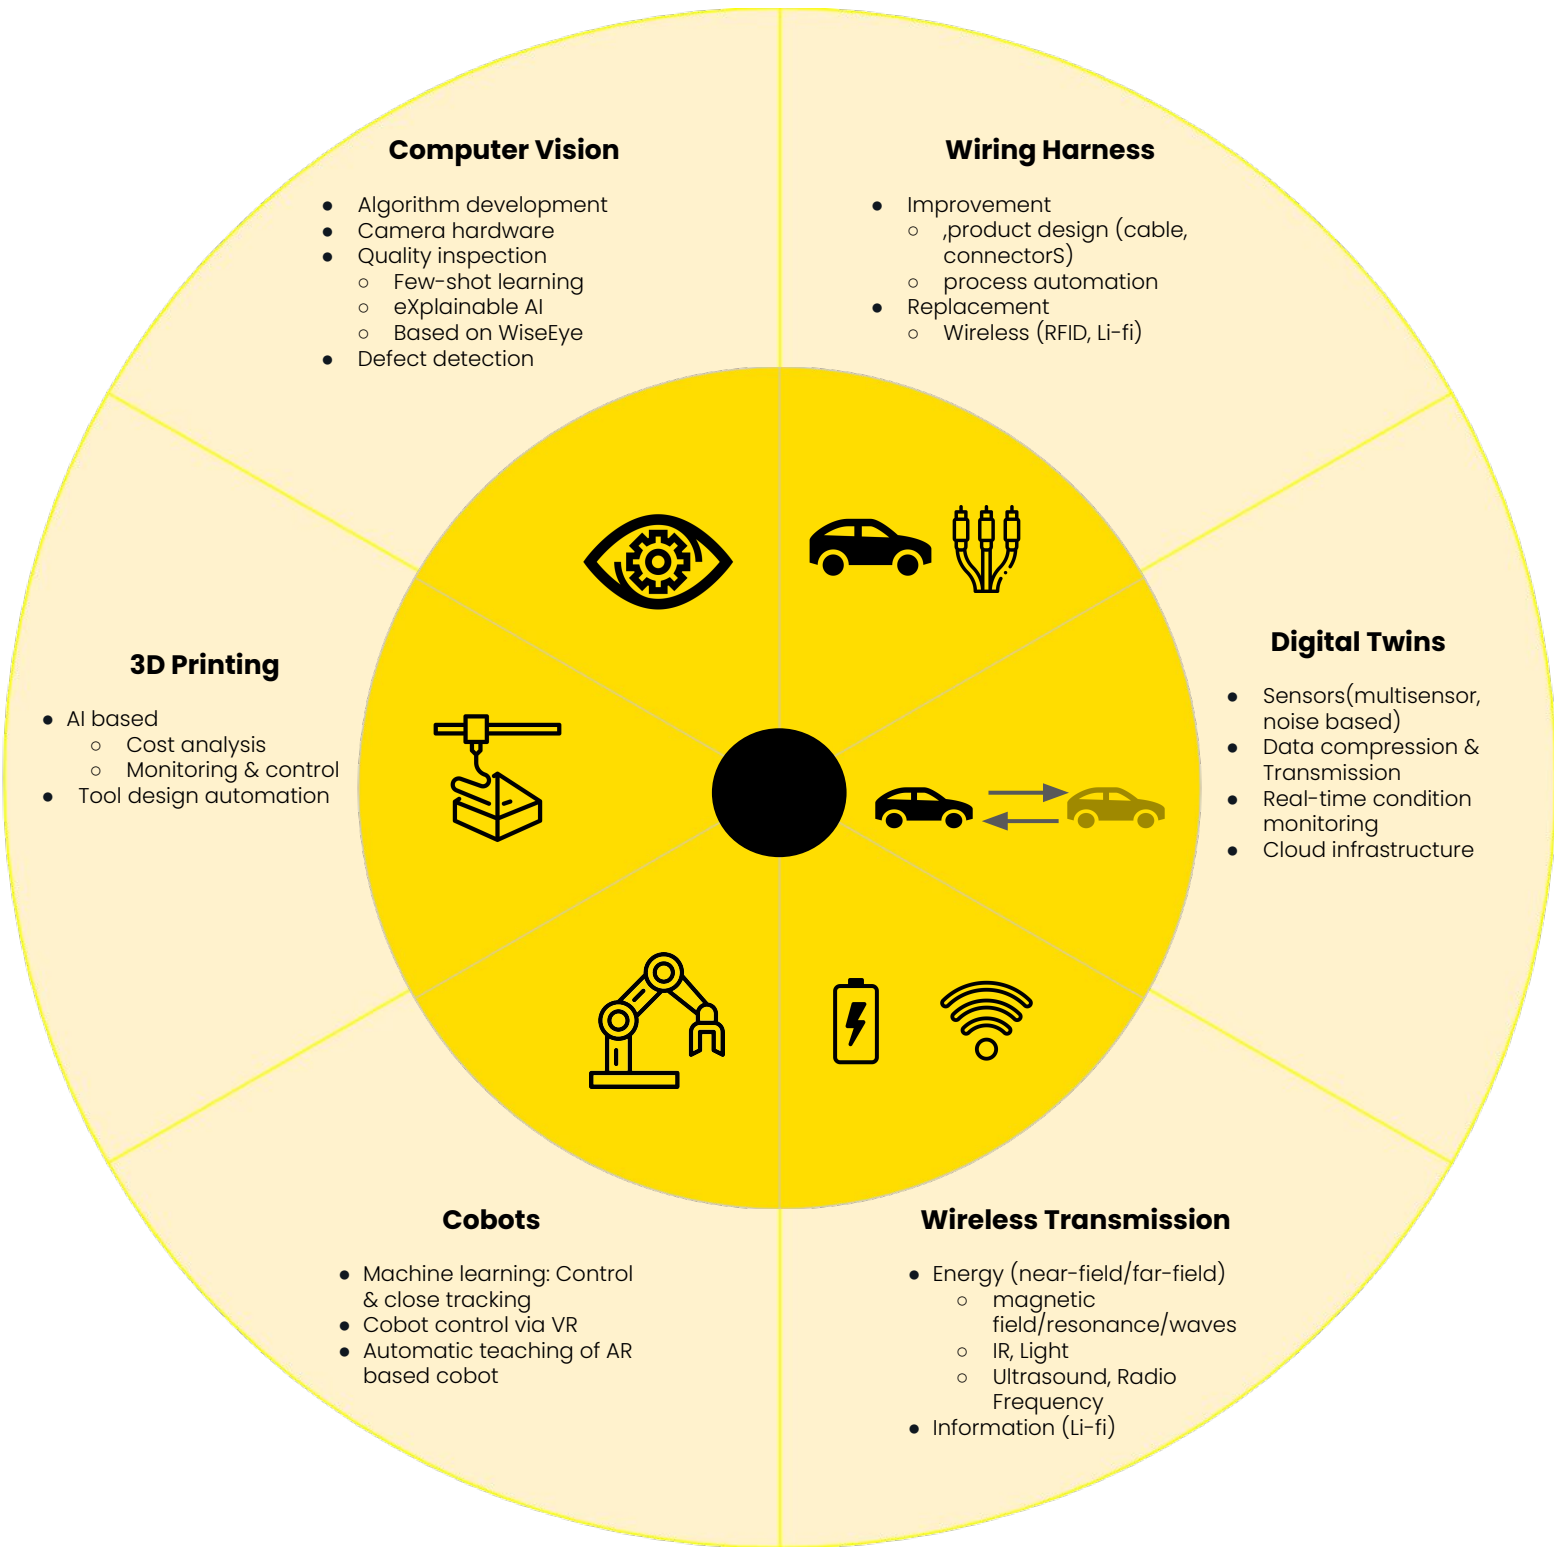 Computer Vision
● Algorithm development
● Camera hardware
● Quality inspection
○ Few-shot learning
○ eXplainable AI
○ Based on WiseEye
● Defect detection
Wiring Harness
● Improvement
○ ,product design (cable,
connectorS)
○ process automation
● Replacement
○ Wireless (RFID, Li-fi)
3D Printing
● AI based
○ Cost analysis
○ Monitoring & control
● Tool design automation
Digital Twins
● Sensors(multisensor,
noise based)
● Data compression &
Transmission
● Real-time condition
monitoring
● Cloud infrastructure
Cobots
● Machine learning: Control
& close tracking
● Cobot control via VR
● Automatic teaching of AR
based cobot
Wireless Transmission
● Energy (near-field/far-field)
○ magnetic
field/resonance/waves
○ IR, Light
○ Ultrasound, Radio
Frequency
● Information (Li-fi)